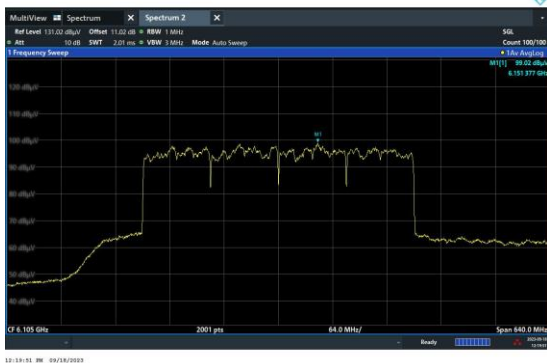 MultiView Spectrum X Spectrum 2 X
Ref Level 131.02 dBµV Offset 11.02 dB RBW 1 MHz SGL
Att 10 dB SWT 2.01 ms VBW 3 MHz Mode Auto Sweep Count 100/100
1 Frequency Sweep 1Av AvgLog
M1[1] 99.02 dBµV
6.151 377 GHz
120 dBµV
M1
100 dBµV
90 dBµV
80 dBµV
70 dBµV
60 dBµV
50 dBµV
40 dBµV
CF 6.105 GHz 2001 pts 64.0 MHz/ Span 640.0 MHz
Ready
12:19:51 PM 09/18/2023